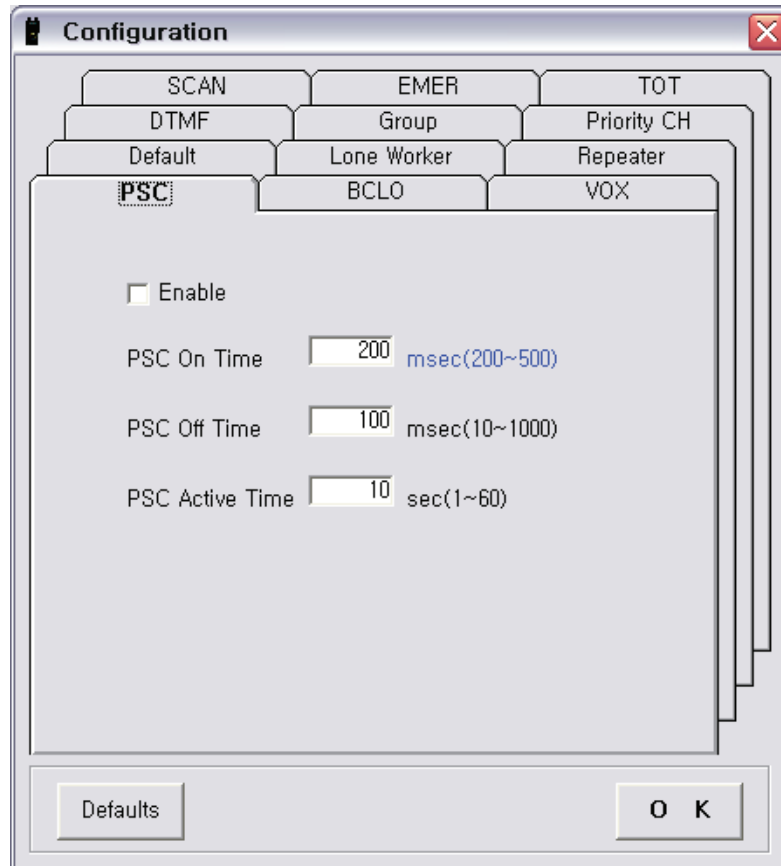 Configuration
SCAN EMER TOT
DTMF Group Priority CH
Default Lone Worker Repeater
PSC BCLO VOX
Enable
PSC On Time 200 msec(200~500)
PSC Off Time 100 msec(10~1000)
PSC Active Time 10 sec(1~60)
Defaults O K